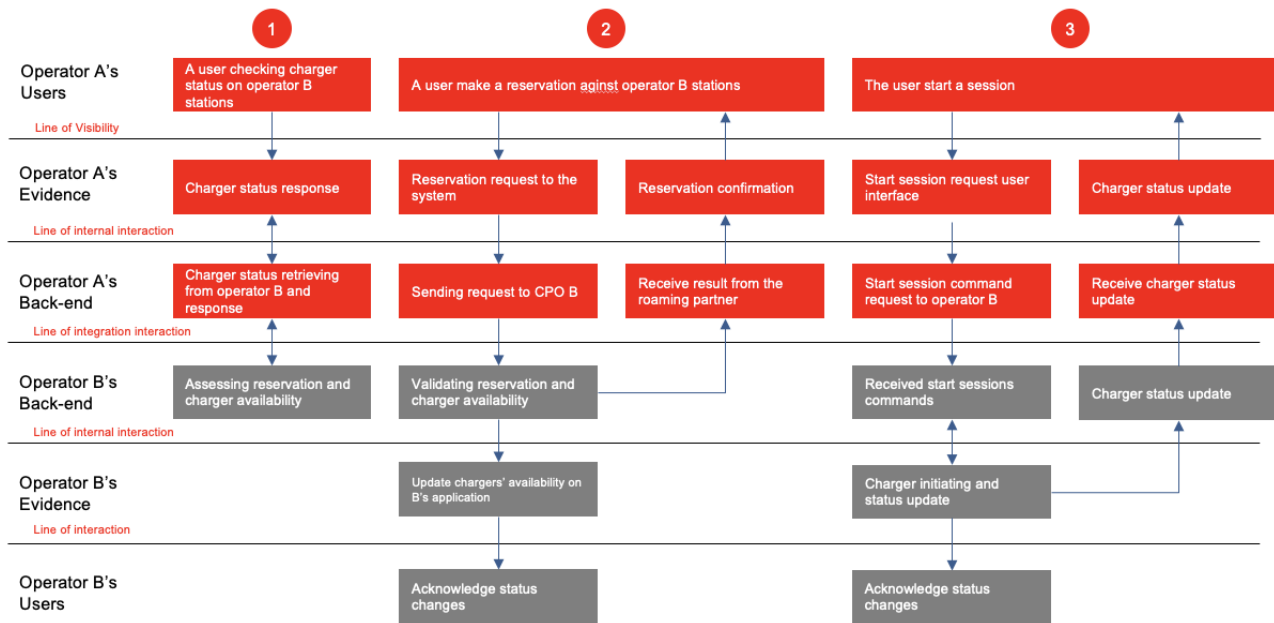 1
2
3
Operator A's
Users
A user checking charger
status on operator B
stations
A user make a reservation aginst operator B stations
The user start a session
Line of Visibility
Operator A's
Evidence
Charger status response
Reservation request to the
system
Reservation confirmation
Start session request user
interface
Charger status update
Line of internal interaction
Operator A's
Back-end
Charger status retrieving
from operator B and
response
Sending request to CPO B
Receive result from the
roaming partner
Start session command
request to operator B
Receive charger status
update
Line of integration interaction
Operator B's
Back-end
Assessing reservation and
charger availability
Validating reservation and
charger availability
Received start sessions
commands
Charger status update
Line of internal interaction
Operator B's
Evidence
Update chargers' availability on
B's application
Charger initiating and
status update
Line of interaction
Operator B's
Users
Acknowledge status
changes
Acknowledge status
changes